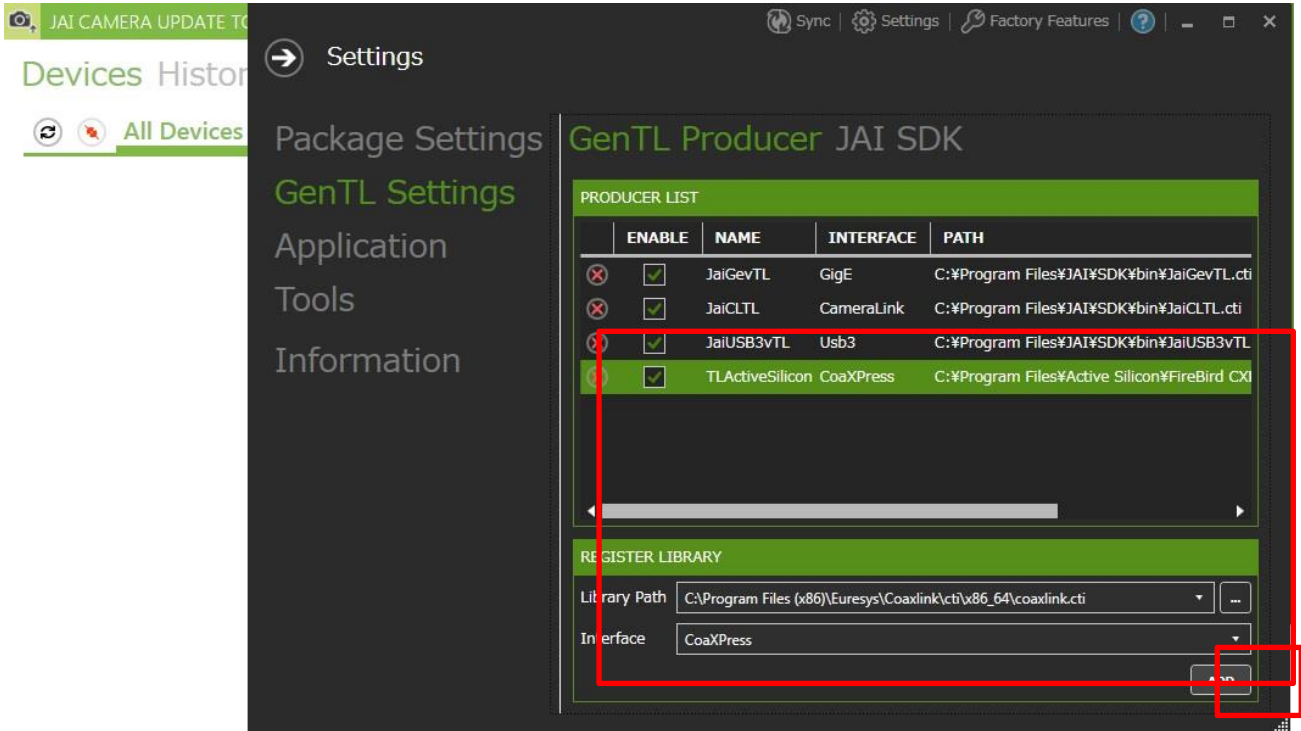 JAI CAMERA UPDATE TO
Sync | Settings | Factory Features | ? |
Settings
Devices Histor
All Devices
Package Settings
GenTL Settings
Application
Tools
Information
GenTL Producer JAI SDK
PRODUCER LIST
ENABLE NAME INTERFACE PATH
JaiGevTL GigE C:¥Program Files¥JAI¥SDK¥bin¥JaiGevTL.cti
JaiCLTL CameraLink C:¥Program Files¥JAI¥SDK¥bin¥JaiCLTL.cti
JaiUSB3vTL Usb3 C:¥Program Files¥JAI¥SDK¥bin¥JaiUSB3vTL
TLActiveSilicon CoaXPress C:¥Program Files¥Active Silicon¥FireBird CXI
REGISTER LIBRARY
Library Path C:\Program Files (x86)\Euresys\Coaxlink\cti\x86_64\coaxlink.cti ...
Interface CoaXPress
ADD